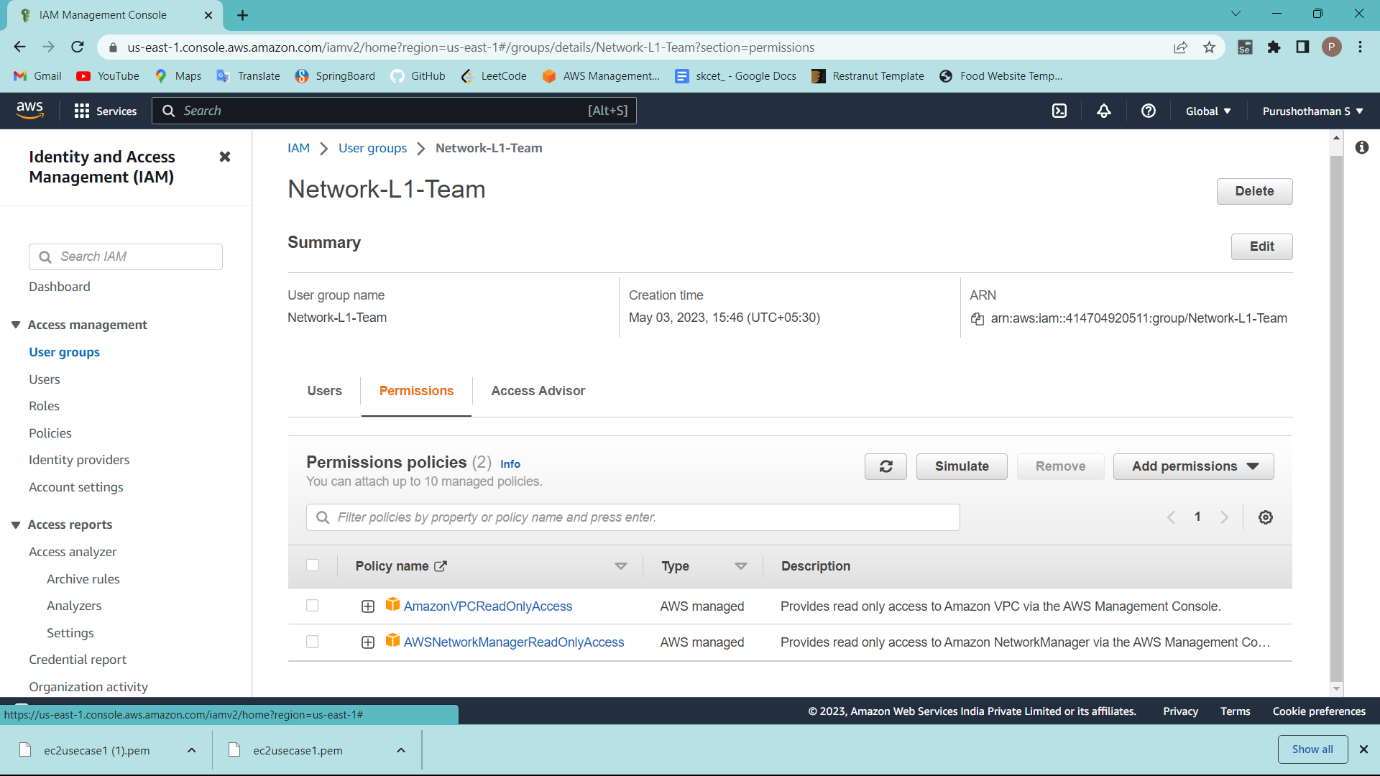 IAM Management Console
us-east-1.console.aws.amazon.com/iamv2/home?region=us-east-1#/groups/details/Network-L1-Team?section=permissions
Se
P
Gmail YouTube Maps Translate SpringBoard GitHub LeetCode AWS Management... skcet_ - Google Docs Restranut Template Food Website Temp...
aws Services Search [Alt+S] Global Purushothaman S
Identity and Access
Management (IAM)
Search IAM
Dashboard
Access management
User groups
Users
Roles
Policies
Identity providers
Account settings
Access reports
Access analyzer
Archive rules
Analyzers
Settings
Credential report
Organization activity
IAM User groups Network-L1-Team
Network-L1-Team
Delete
Summary
Edit
User group name
Network-L1-Team
Creation time
May 03, 2023, 15:46 (UTC+05:30)
ARN
arn:aws:iam::414704920511:group/Network-L1-Team
Users Permissions Access Advisor
Permissions policies (2) Info
You can attach up to 10 managed policies.
Simulate Remove Add permissions
Filter policies by property or policy name and press enter.
1
Policy name Type Description
AmazonVPCReadOnlyAccess AWS managed Provides read only access to Amazon VPC via the AWS Management Console.
AWSNetworkManagerReadOnlyAccess AWS managed Provides read only access to Amazon NetworkManager via the AWS Management Co...
https://us-east-1.console.aws.amazon.com/iamv2/home?region=us-east-1#
© 2023, Amazon Web Services India Private Limited or its affiliates. Privacy Terms Cookie preferences
ec2usecase1 (1).pem ec2usecase1.pem Show all